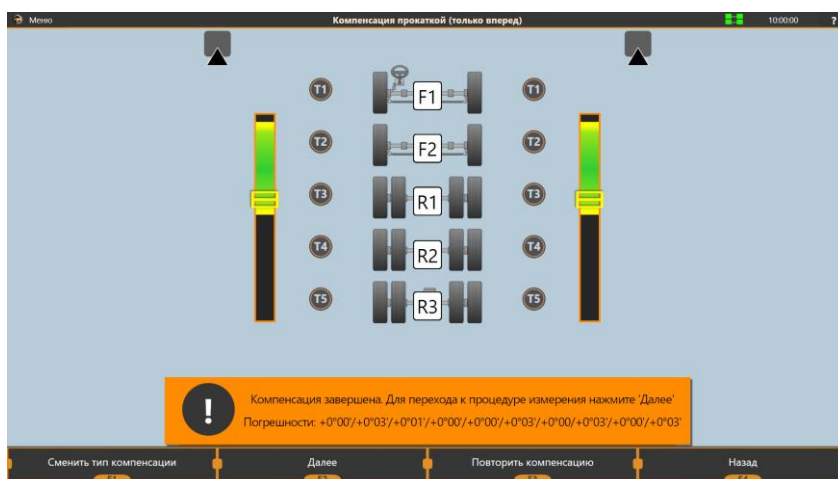 Меню
Компенсация прокаткой (только вперед)
10:00:00
?
T1
F1
T1
T2
F2
T2
T3
R1
T3
T4
R2
T4
T5
R3
T5
!
Компенсация завершена. Для перехода к процедуре измерения нажмите 'Далее'
Погрешности: +0°00'/+0°03'/+0°01'/+0°00'/+0°00'/+0°03'/+0°00/+0°03'/+0°00'/+0°03'
Сменить тип компенсации
Далее
Повторить компенсацию
Назад